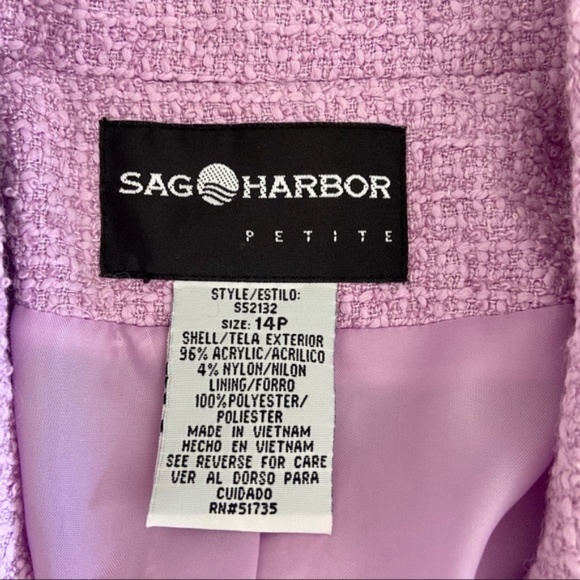 SAG HARBOR
PETITE
STYLE/ESTILO:
S52132
SIZE: 14P
SHELL/TELA EXTERIOR
96% ACRYLIC/ACRILICO
4% NYLON/NILON
LINING/FORRO
100%POLYESTER/
POLIESTER
MADE IN VIETNAM
HECHO EN VIETNAM
SEE REVERSE FOR CARE
VER AL DORSO PARA
CUIDADO
RN#51735